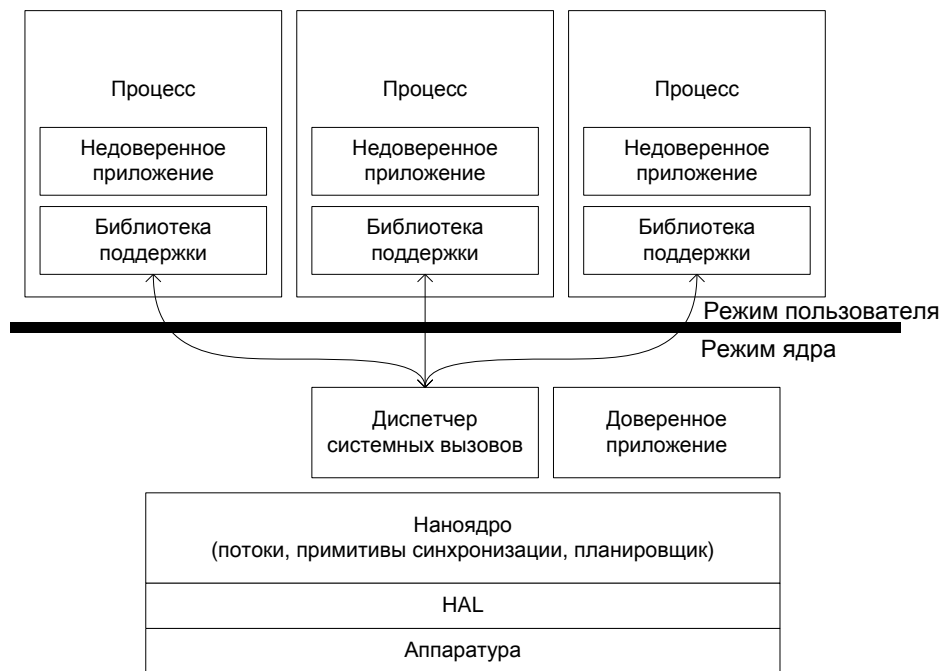 Процесс
Недоверенное
приложение
Библиотека
поддержки
Процесс
Недоверенное
приложение
Библиотека
поддержки
Процесс
Недоверенное
приложение
Библиотека
поддержки
Режим пользователя
Режим ядра
Диспетчер
системных вызовов
Доверенное
приложение
Наноядро
(потоки, примитивы синхронизации, планировщик)
HAL
Аппаратура